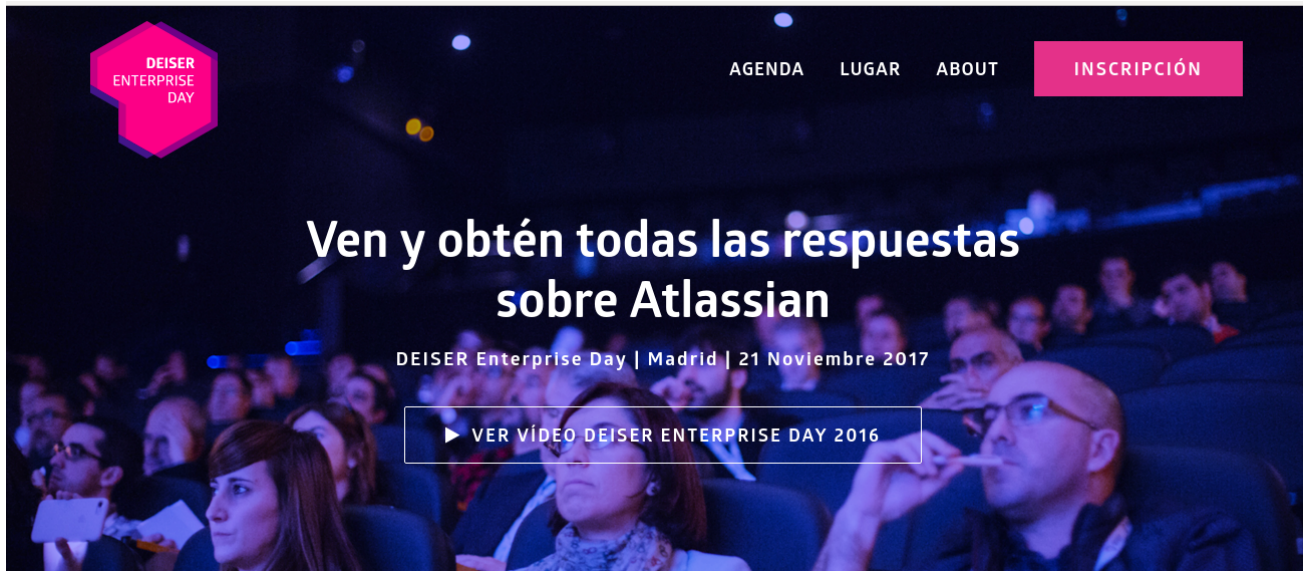 DEISER
ENTERPRISE
DAY
AGENDA LUGAR ABOUT INSCRIPCIÓN
Ven y obtén todas las respuestas
sobre Atlassian
DEISER Enterprise Day | Madrid | 21 Noviembre 2017
VER VÍDEO DEISER ENTERPRISE DAY 2016